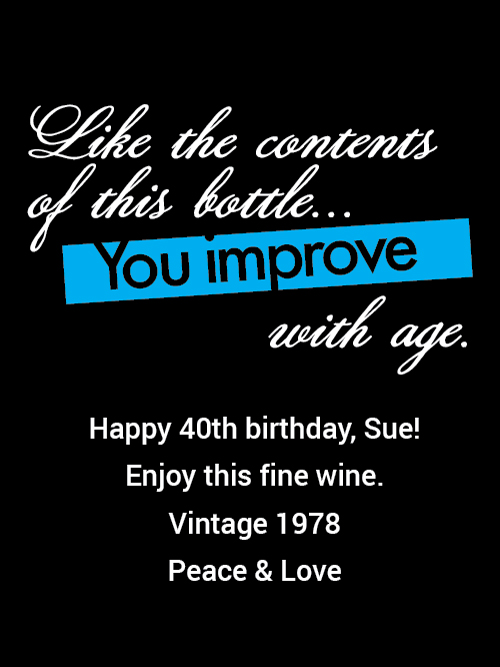 Like the contents
of this bottle...
You improve
with age.
Happy 40th birthday, Sue!
Enjoy this fine wine.
Vintage 1978
Peace & Love